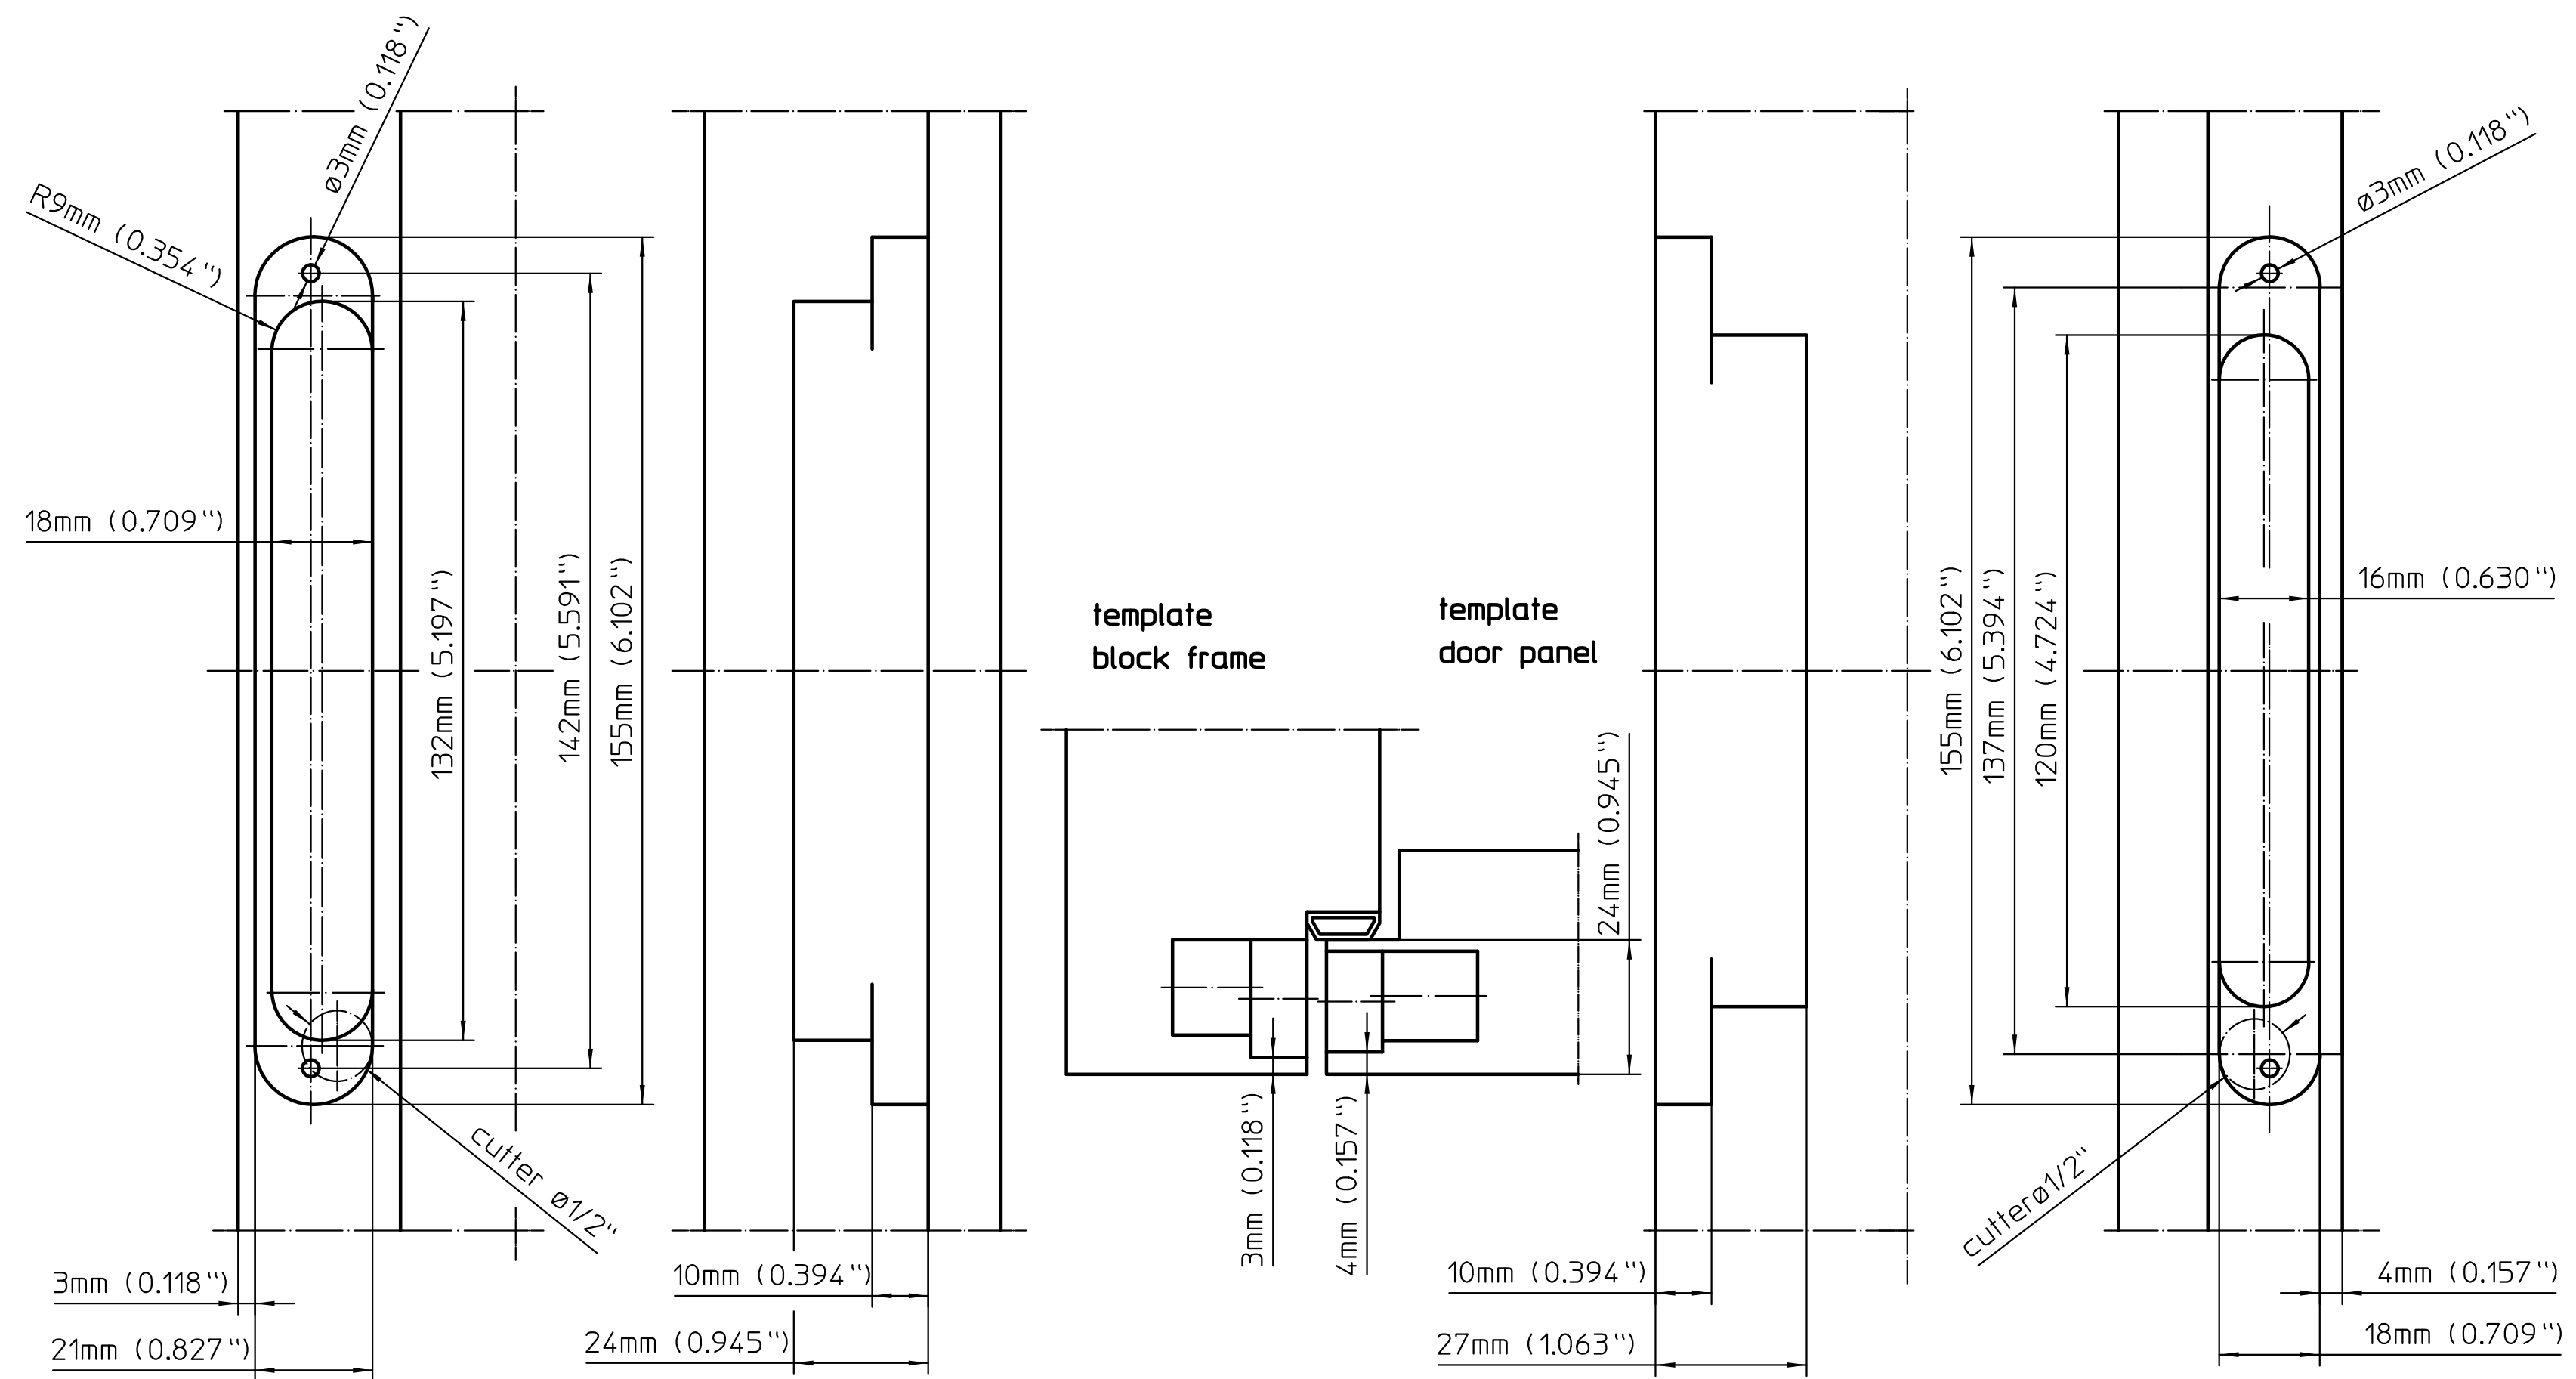 ø3mm (0.118")
R9mm (0.354")
18mm (0.709")
132mm (5.197")
142mm (5.591")
155mm (6.102")
cutter ø1/2"
3mm (0.118")
21mm (0.827")
10mm (0.394")
24mm (0.945")
template
block frame
template
door panel
24mm (0.945")
3mm (0.118")
4mm (0.157")
10mm (0.394")
27mm (1.063")
ø3mm (0.118")
155mm (6.102")
137mm (5.394")
120mm (4.724")
16mm (0.630")
cutterø1/2"
4mm (0.157")
18mm (0.709")